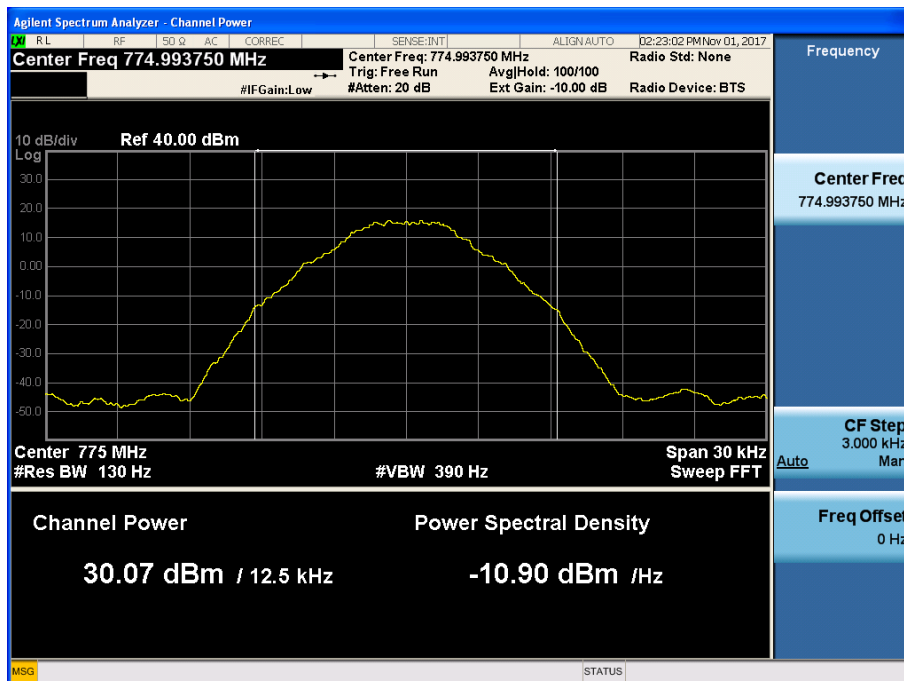 Agilent Spectrum Analyzer - Channel Power
LXI RL RF 50 Ω AC CORREC SENSE:INT ALIGN AUTO 02:23:02 PM Nov 01, 2017
Center Freq 774.993750 MHz
Center Freq: 774.993750 MHz Radio Std: None
Trig: Free Run Avg|Hold: 100/100
#IFGain:Low #Atten: 20 dB Ext Gain: -10.00 dB Radio Device: BTS
10 dB/div Ref 40.00 dBm
Log
30.0
20.0
10.0
0.00
-10.0
-20.0
-30.0
-40.0
-50.0
Center 775 MHz Span 30 kHz
#Res BW 130 Hz #VBW 390 Hz Sweep FFT
Channel Power Power Spectral Density
30.07 dBm / 12.5 kHz -10.90 dBm /Hz
Frequency
Center Freq
774.993750 MHz
CF Step
3.000 kHz
Auto Man
Freq Offset
0 Hz
MSG STATUS